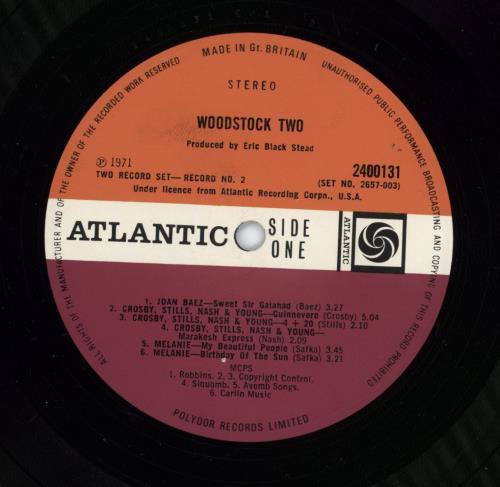 MADE IN Gt. BRITAIN
UNAUTHORISED PUBLIC PERFORMANCE BROADCASTING AND COPYING OF THIS RECORD PROHIBITED
ALL RIGHTS OF THE MANUFACTURER AND OF THE OWNER OF THE RECORDED WORK RESERVED
STEREO
WOODSTOCK TWO
Produced by Eric Black Stead
℗ 1971
2400131
TWO RECORD SET— RECORD NO. 2
(SET NO. 2657-003)
Under licence from Atlantic Recording Corpn., U.S.A.
ATLANTIC
SIDE
ONE
ATLANTIC
1. JOAN BAEZ—Sweet Sir Galahad (Baez) 3.27
2. CROSBY, STILLS, NASH & YOUNG—Guinnevere (Crosby) 5.04
3. CROSBY, STILLS, NASH & YOUNG— 4 + 20 (Stills) 2.10
4. CROSBY, STILLS, NASH & YOUNG—
Marakesh Express (Nash) 2.09
5. MELANIE—My Beautiful People (Safka) 3.45
6. MELANIE—Birthday Of The Sun (Safka) 3.21
MCPS
1. Robbins. 2, 3. Copyright Control.
4. Siquomb. 5. Avemb Songs.
6. Carlin Music
POLYDOR RECORDS LIMITED